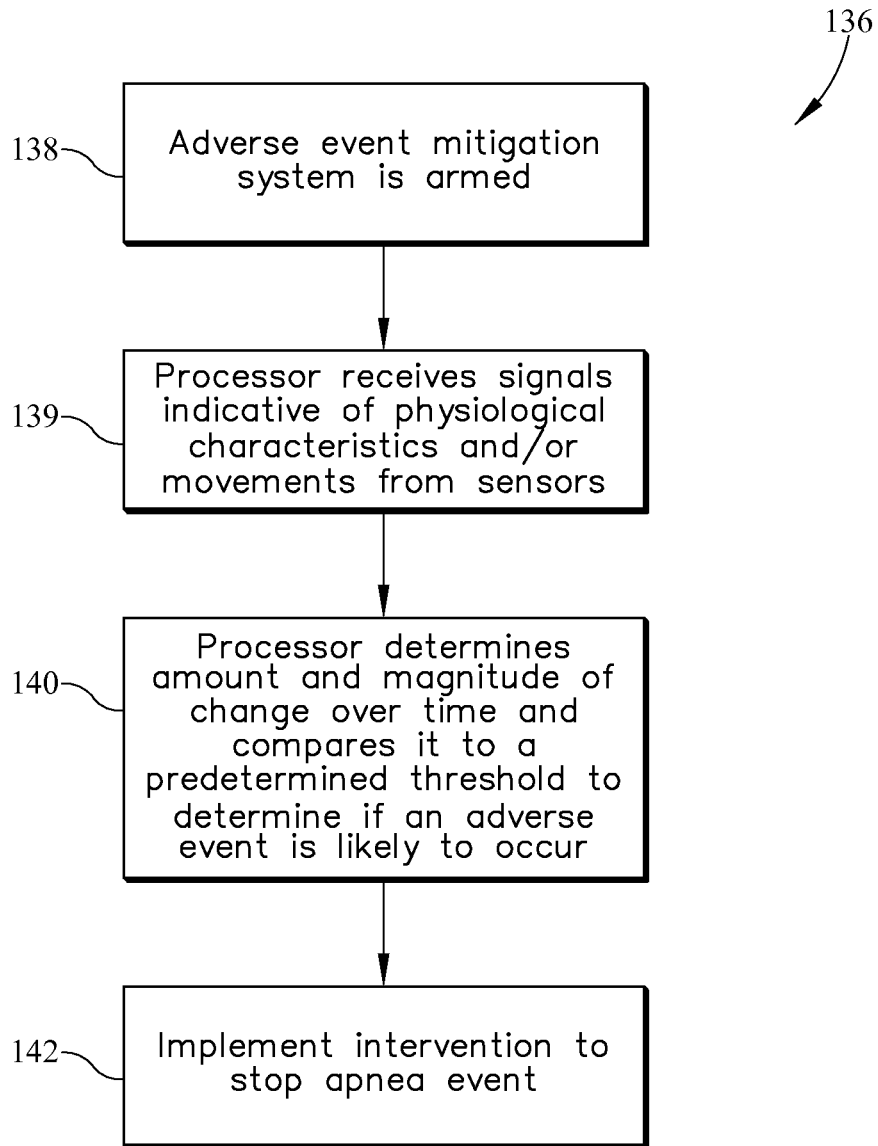 136
138
Adverse event mitigation
system is armed
139
Processor receives signals
indicative of physiological
characteristics and/or
movements from sensors
140
Processor determines
amount and magnitude of
change over time and
compares it to a
predetermined threshold to
determine if an adverse
event is likely to occur
142
Implement intervention to
stop apnea event